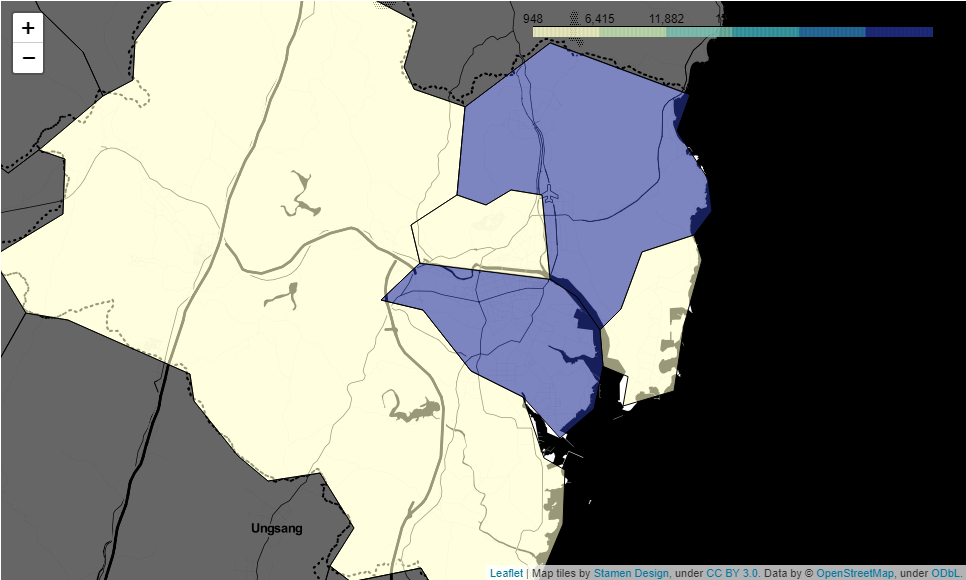 +
948 6,415 11,882
−
Ungsang
Leaflet | Map tiles by Stamen Design, under CC BY 3.0. Data by © OpenStreetMap, under ODbL.